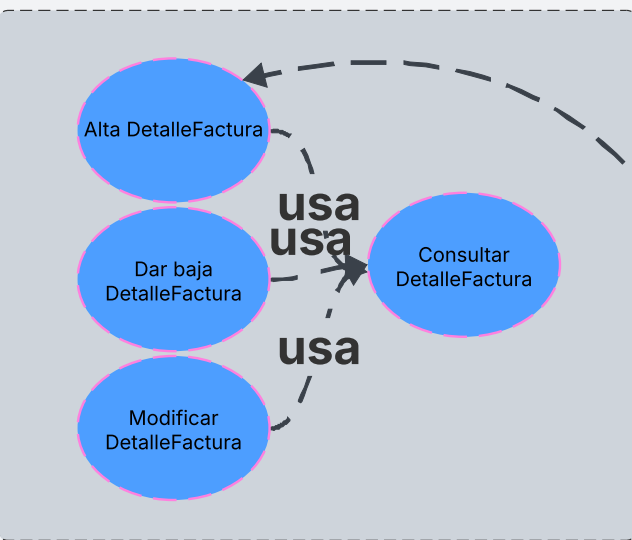 Alta DetalleFactura
usa
usa
Dar baja
DetalleFactura
Consultar
DetalleFactura
usa
Modificar
DetalleFactura